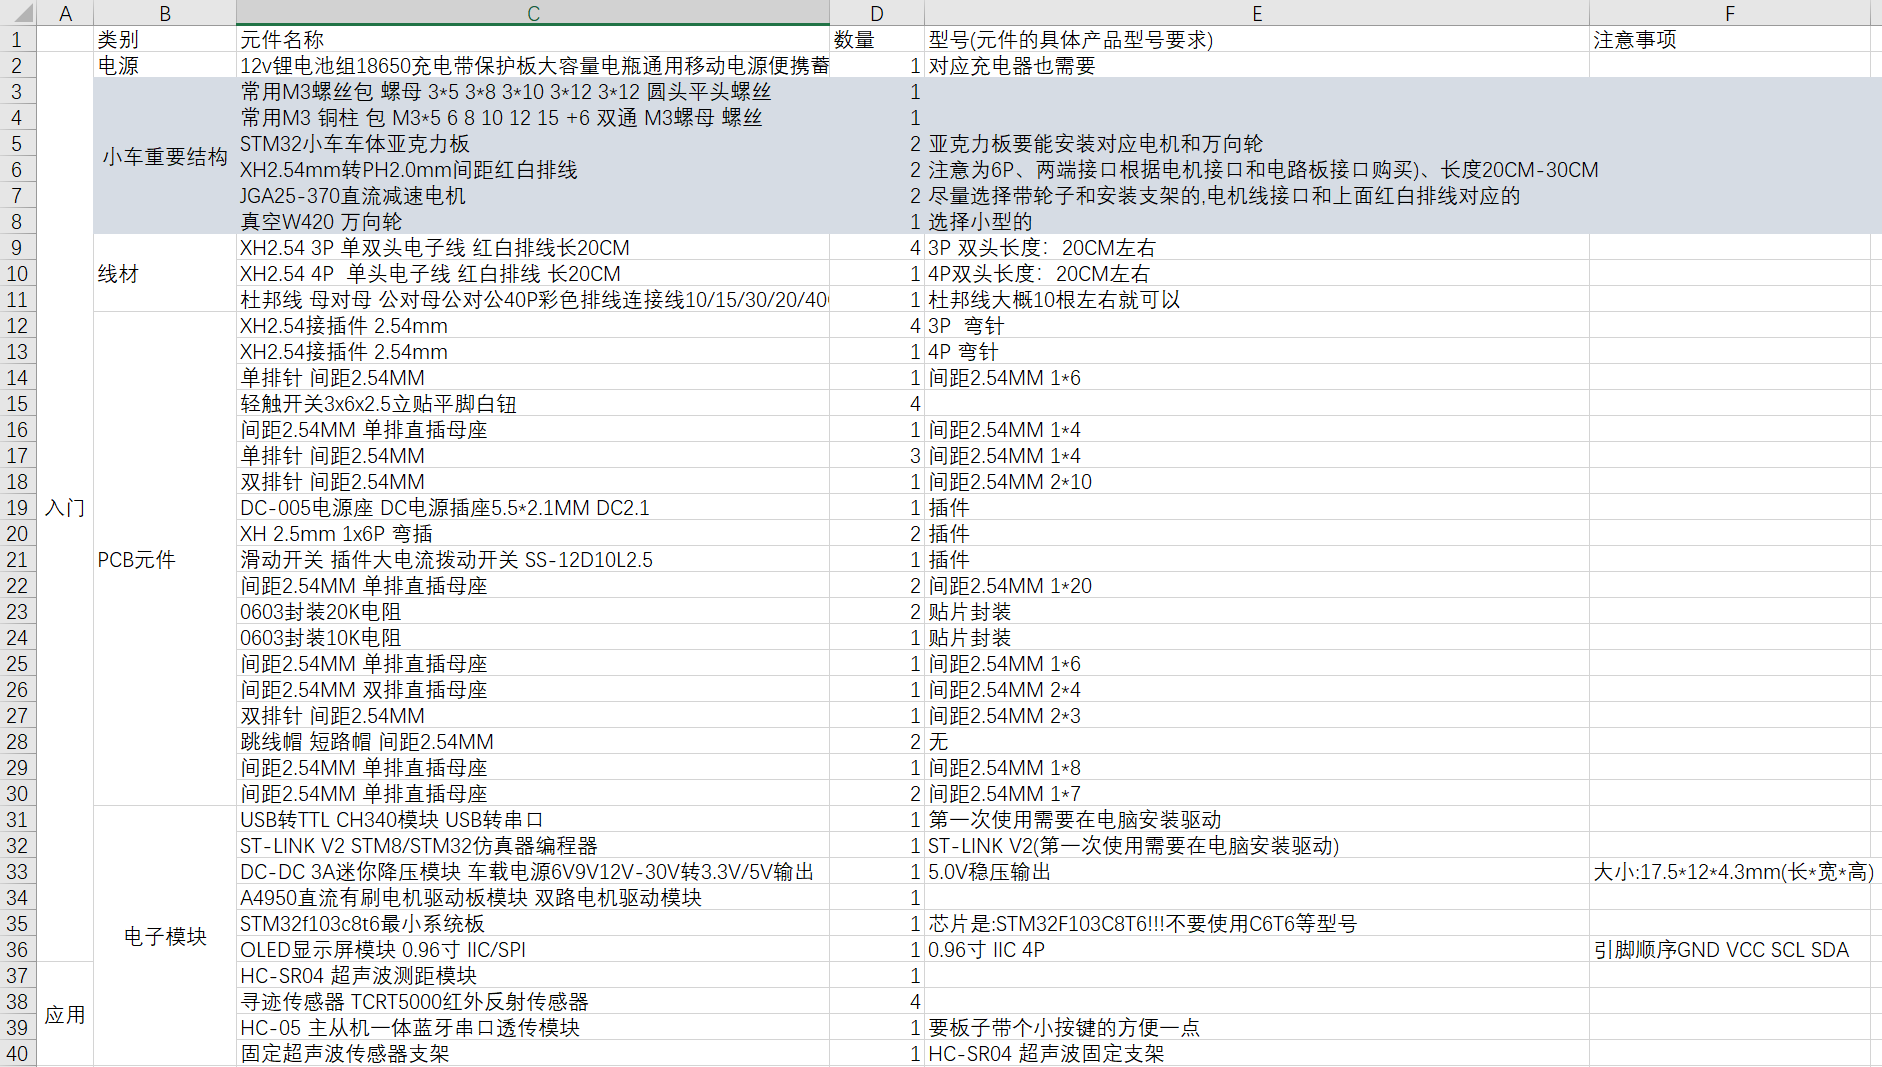 A B C D E F
1 类别 元件名称 数量 型号(元件的具体产品型号要求) 注意事项
2 电源 12v锂电池组18650充电带保护板大容量电瓶通用移动电源便携蓄 1 对应充电器也需要
3 常用M3螺丝包 螺母 3*5 3*8 3*10 3*12 3*12 圆头平头螺丝 1
4 常用M3 铜柱 包 M3*5 6 8 10 12 15 +6 双通 M3螺母 螺丝 1
5 STM32小车车体亚克力板 2 亚克力板要能安装对应电机和万向轮
小车重要结构
6 XH2.54mm转PH2.0mm间距红白排线 2 注意为6P、两端接口根据电机接口和电路板接口购买)、长度20CM-30CM
7 JGA25-370直流减速电机 2 尽量选择带轮子和安装支架的,电机线接口和上面红白排线对应的
8 真空W420 万向轮 1 选择小型的
9 XH2.54 3P 单双头电子线 红白排线长20CM 4 3P 双头长度：20CM左右
10 线材 XH2.54 4P 单头电子线 红白排线 长20CM 1 4P双头长度：20CM左右
11 杜邦线 母对母 公对母公对公40P彩色排线连接线10/15/30/20/40 1 杜邦线大概10根左右就可以
12 XH2.54接插件 2.54mm 4 3P 弯针
13 XH2.54接插件 2.54mm 1 4P 弯针
14 单排针 间距2.54MM 1 间距2.54MM 1*6
15 轻触开关3x6x2.5立贴平脚白钮 4
16 间距2.54MM 单排直插母座 1 间距2.54MM 1*4
17 单排针 间距2.54MM 3 间距2.54MM 1*4
18 双排针 间距2.54MM 1 间距2.54MM 2*10
19 入门 DC-005电源座 DC电源插座5.5*2.1MM DC2.1 1 插件
20 XH 2.5mm 1x6P 弯插 2 插件
21 PCB元件 滑动开关 插件大电流拨动开关 SS-12D10L2.5 1 插件
22 间距2.54MM 单排直插母座 2 间距2.54MM 1*20
23 0603封装20K电阻 2 贴片封装
24 0603封装10K电阻 1 贴片封装
25 间距2.54MM 单排直插母座 1 间距2.54MM 1*6
26 间距2.54MM 双排直插母座 1 间距2.54MM 2*4
27 双排针 间距2.54MM 1 间距2.54MM 2*3
28 跳线帽 短路帽 间距2.54MM 2 无
29 间距2.54MM 单排直插母座 1 间距2.54MM 1*8
30 间距2.54MM 单排直插母座 2 间距2.54MM 1*7
31 USB转TTL CH340模块 USB转串口 1 第一次使用需要在电脑安装驱动
32 ST-LINK V2 STM8/STM32仿真器编程器 1 ST-LINK V2(第一次使用需要在电脑安装驱动)
33 DC-DC 3A迷你降压模块 车载电源6V9V12V-30V转3.3V/5V输出 1 5.0V稳压输出 大小:17.5*12*4.3mm(长*宽*高)
34 A4950直流有刷电机驱动板模块 双路电机驱动模块 1
35 STM32f103c8t6最小系统板 1 芯片是:STM32F103C8T6!!!不要使用C6T6等型号
电子模块
36 OLED显示屏模块 0.96寸 IIC/SPI 1 0.96寸 IIC 4P 引脚顺序GND VCC SCL SDA
37 HC-SR04 超声波测距模块 1
38 寻迹传感器 TCRT5000红外反射传感器 4
应用
39 HC-05 主从机一体蓝牙串口透传模块 1 要板子带个小按键的方便一点
40 固定超声波传感器支架 1 HC-SR04 超声波固定支架